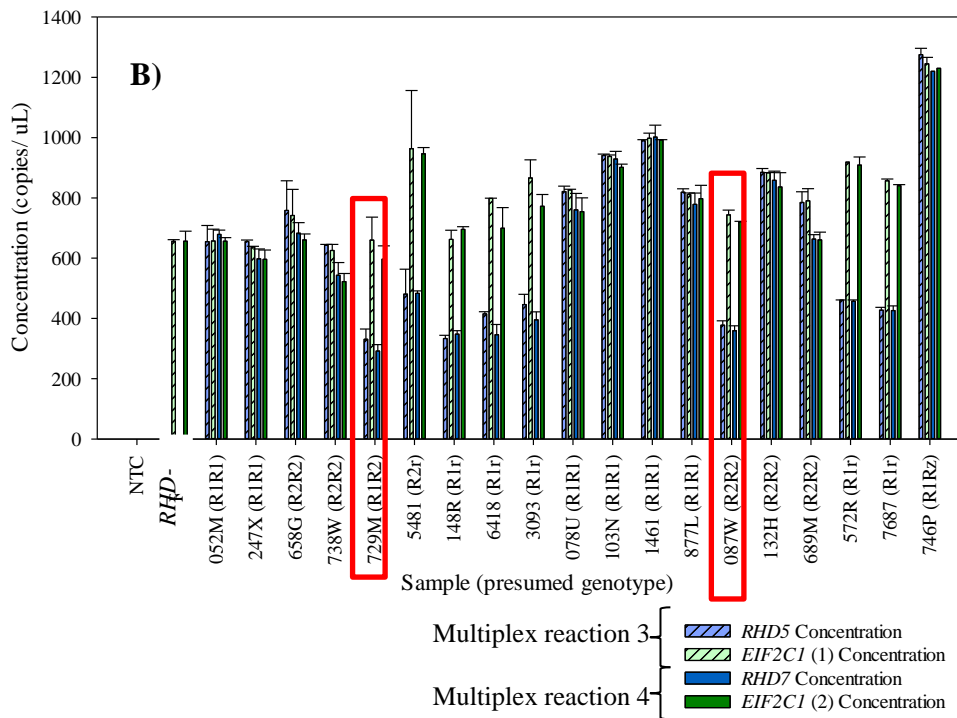 B)
Concentration (copies/ uL)
1400
1200
1000
800
600
400
200
0
NTC
RHD-
052M (R1R1)
247X (R1R1)
658G (R2R2)
738W (R2R2)
729M (R1R2)
5481 (R2r)
148R (R1r)
6418 (R1r)
3093 (R1r)
078U (R1R1)
103N (R1R1)
1461 (R1R1)
877L (R1R1)
087W (R2R2)
132H (R2R2)
689M (R2R2)
572R (R1r)
7687 (R1r)
746P (R1Rz)
Sample (presumed genotype)
Multiplex reaction 3
RHD5 Concentration
EIF2C1 (1) Concentration
Multiplex reaction 4
RHD7 Concentration
EIF2C1 (2) Concentration